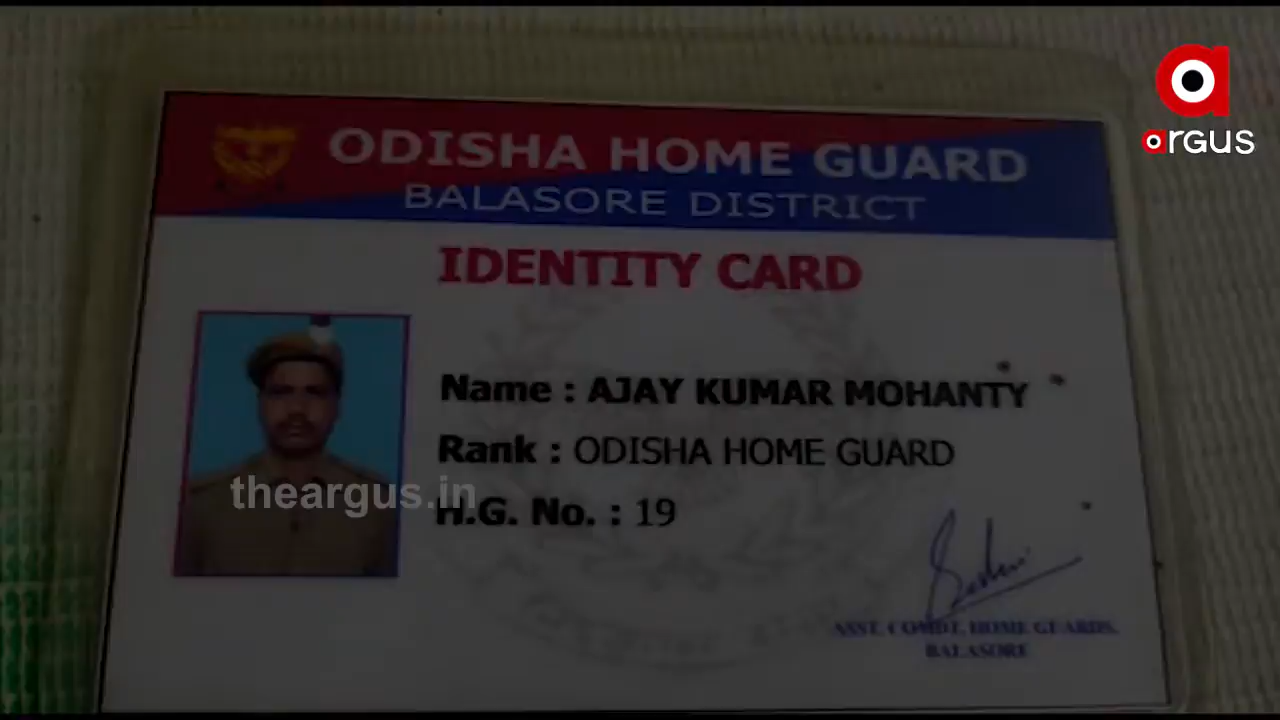 argus
ODISHA HOME GUARD
BALASORE DISTRICT
IDENTITY CARD
Name : AJAY KUMAR MOHANTY
Rank : ODISHA HOME GUARD
theargus.in
H.G. No. : 19
ASST. COMDT. HOME GUARDS,
BALASORE